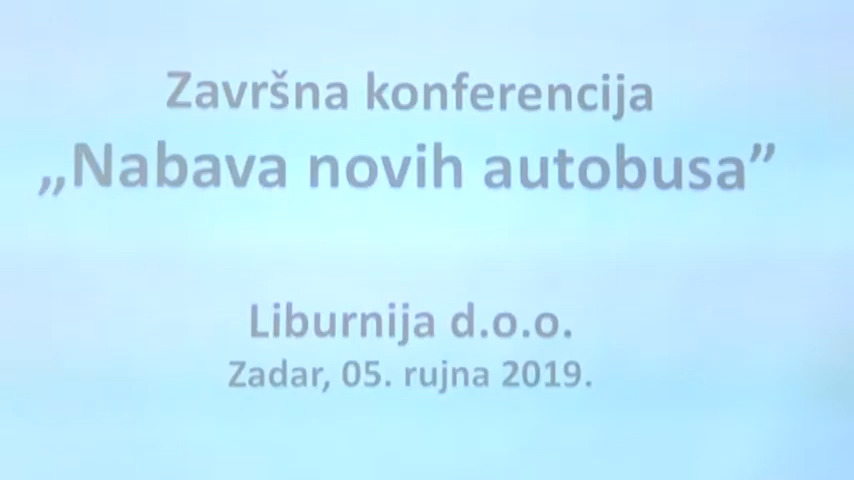 Završna konferencija
„Nabava novih autobusa”
Liburnija d.o.o.
Zadar, 05. rujna 2019.